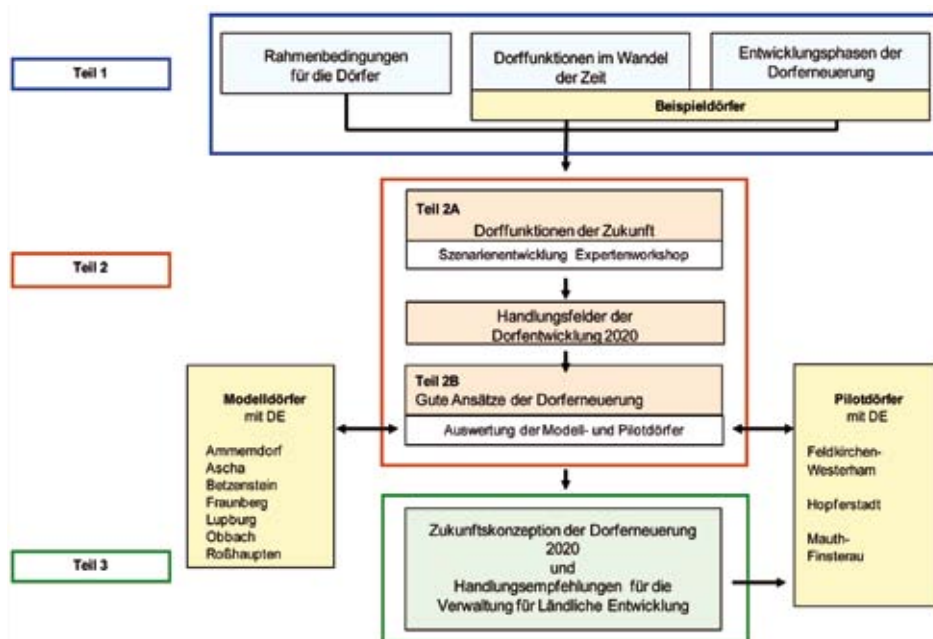 Teil 1
Rahmenbedingungen
für die Dörfer
Dorffunktionen im Wandel
der Zeit
Entwicklungsphasen der
Dorferneuerung
Beispieldörfer
Teil 2
Teil 2A
Dorffunktionen der Zukunft
Szenarienentwicklung Expertenworkshop
Handlungsfelder der
Dorfentwicklung 2020
Teil 2B
Gute Ansätze der Dorferneuerung
Auswertung der Modell- und Pilotdörfer
Modelldörfer
mit DE
Ammerndorf
Ascha
Betzenstein
Fraunberg
Lupburg
Obbach
Roßhaupten
Pilotdörfer
mit DE
Feldkirchen-
Westerham
Hopferstadt
Mauth-
Finsterau
Teil 3
Zukunftskonzeption der Dorferneuerung
2020
und
Handlungsempfehlungen für die
Verwaltung für Ländliche Entwicklung